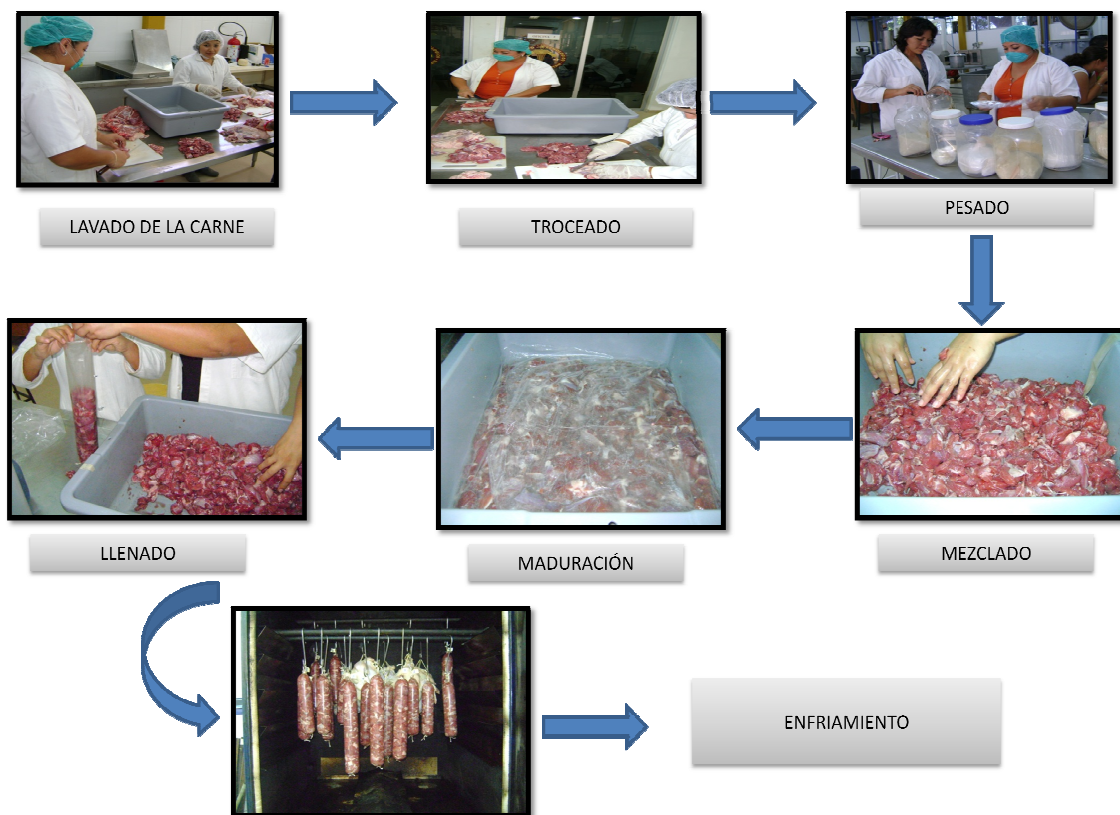 LAVADO DE LA CARNE
TROCEADO
PESADO
MEZCLADO
MADURACIÓN
LLENADO
ENFRIAMIENTO